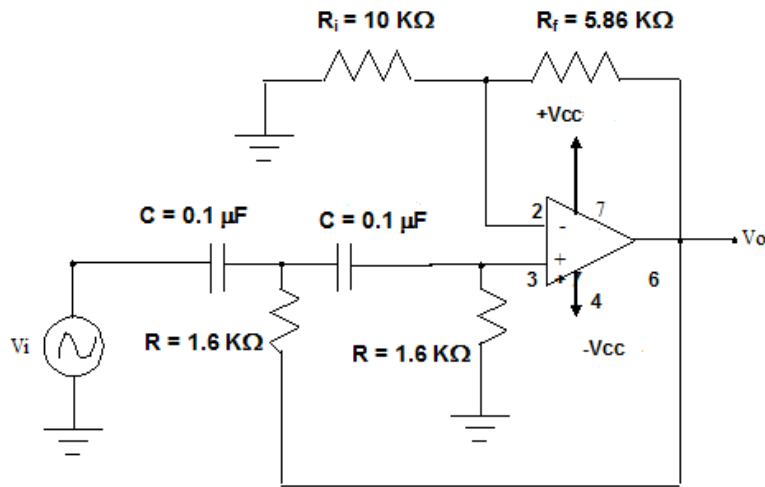 Rᵢ = 10 KΩ
R_f = 5.86 KΩ
+Vcc
2
7
-
C = 0.1 μF
C = 0.1 μF
Vo
+
3
+
4
6
Vi
R = 1.6 KΩ
R = 1.6 KΩ
-Vcc